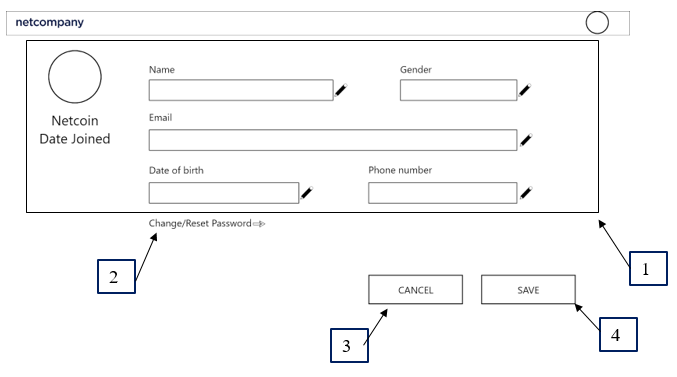 netcompany
Name
Gender
Netcoin
Date Joined
Email
Date of birth
Phone number
Change/Reset Password
1
2
CANCEL
SAVE
3
4